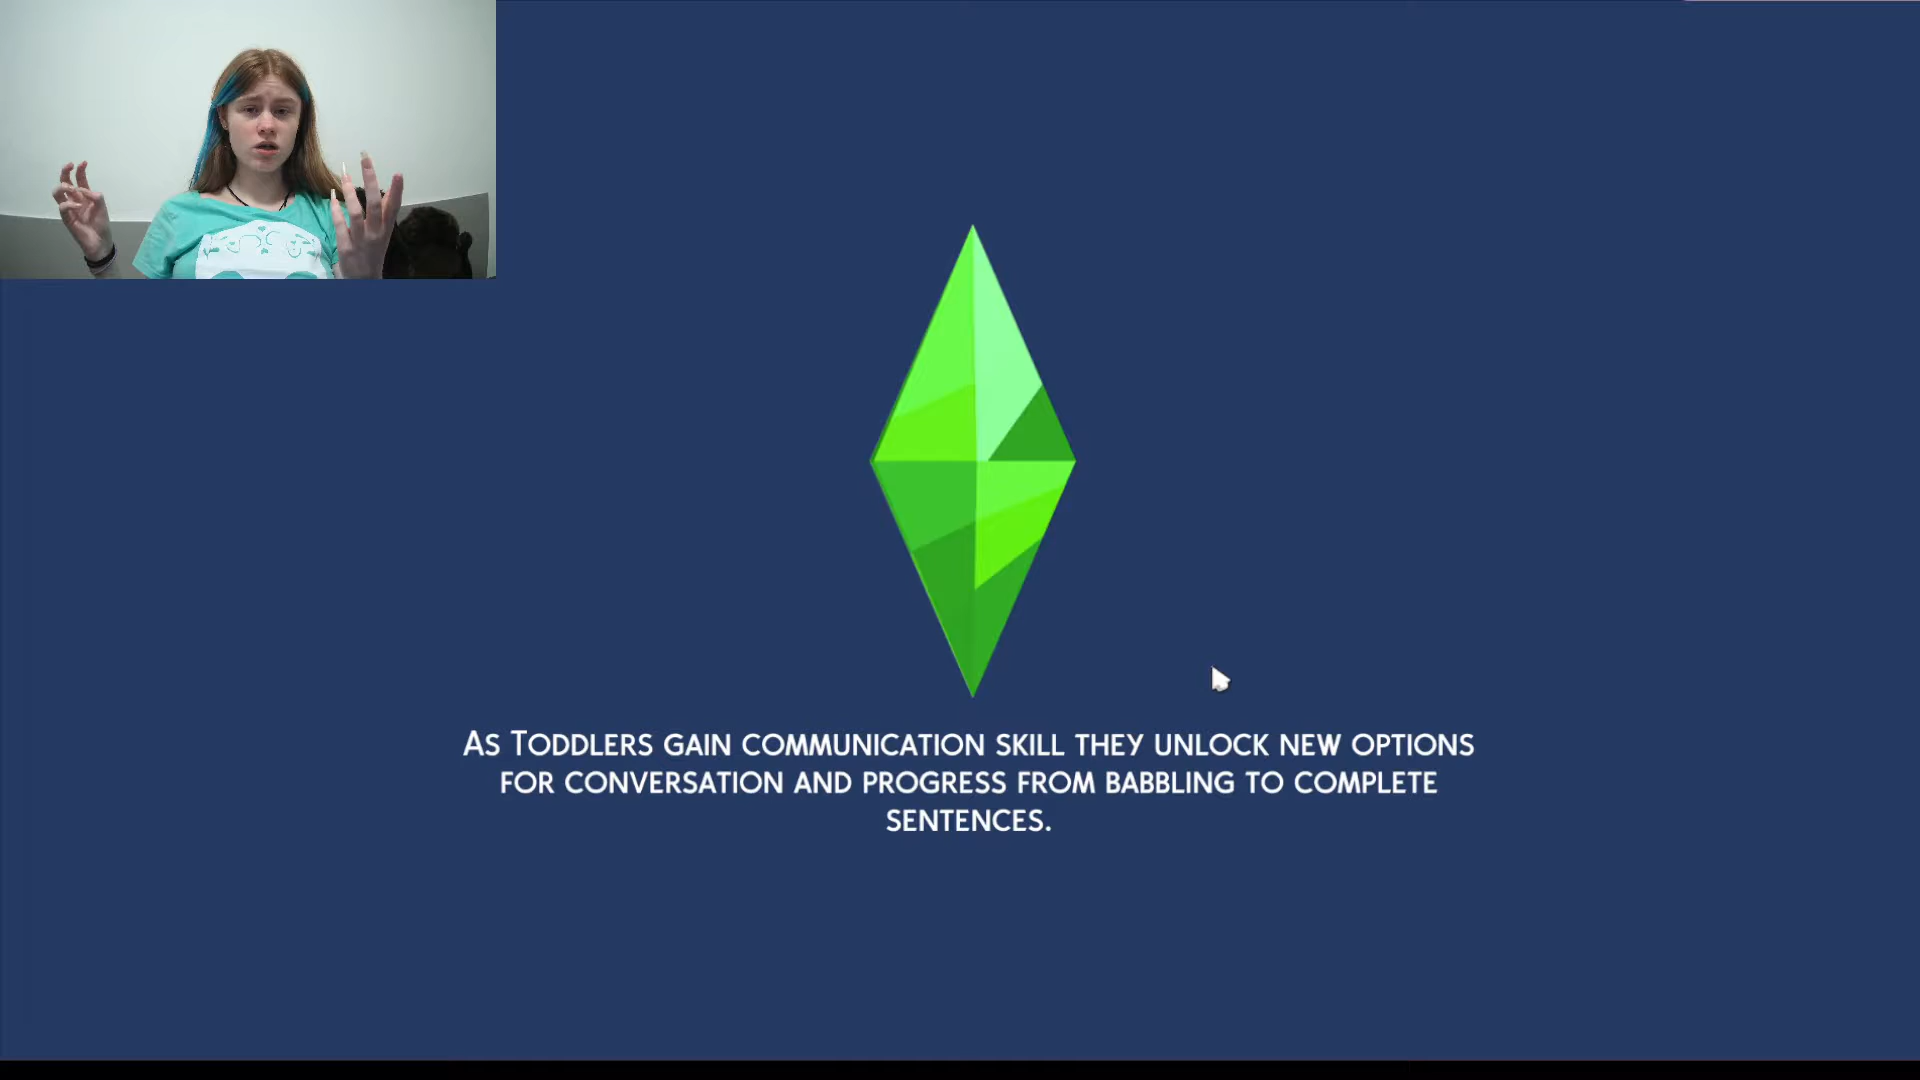 As Toddlers gain communication skill they unlock new options
for conversation and progress from babbling to complete
sentences.